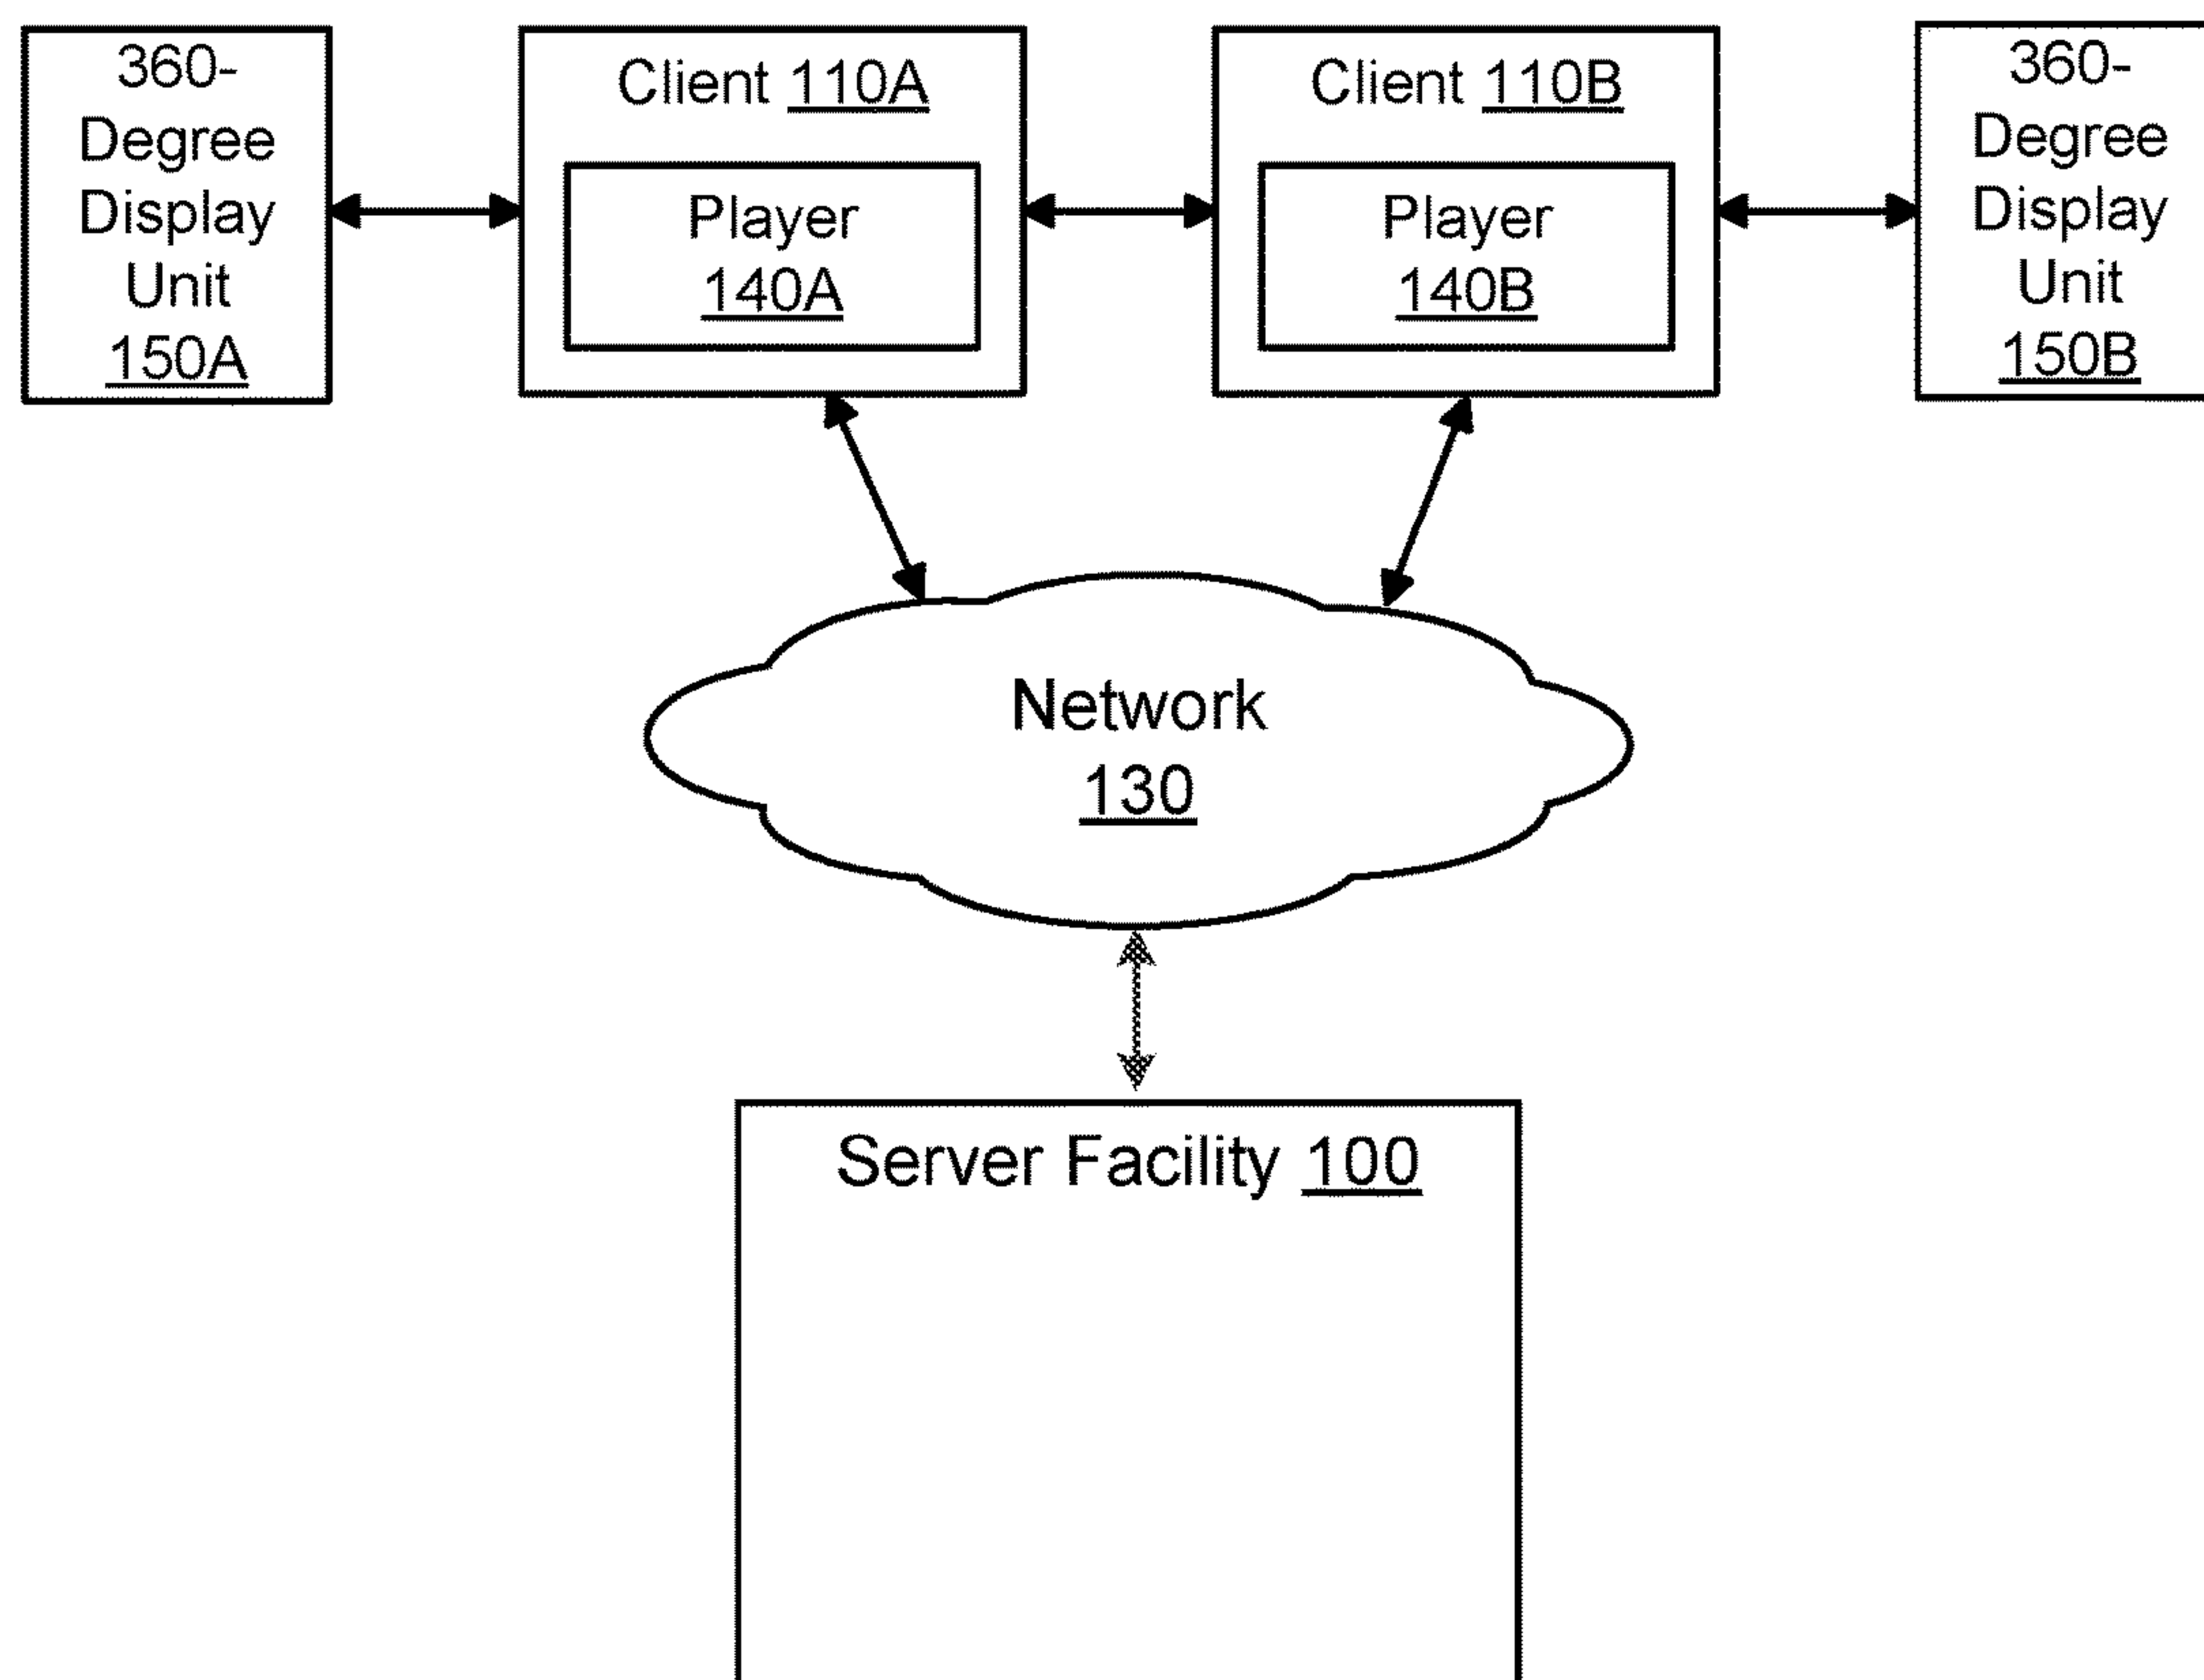 360-
Degree
Display
Unit
150A
Client 110A
Player
140A
Client 110B
Player
140B
360-
Degree
Display
Unit
150B
Network
130
Server Facility 100